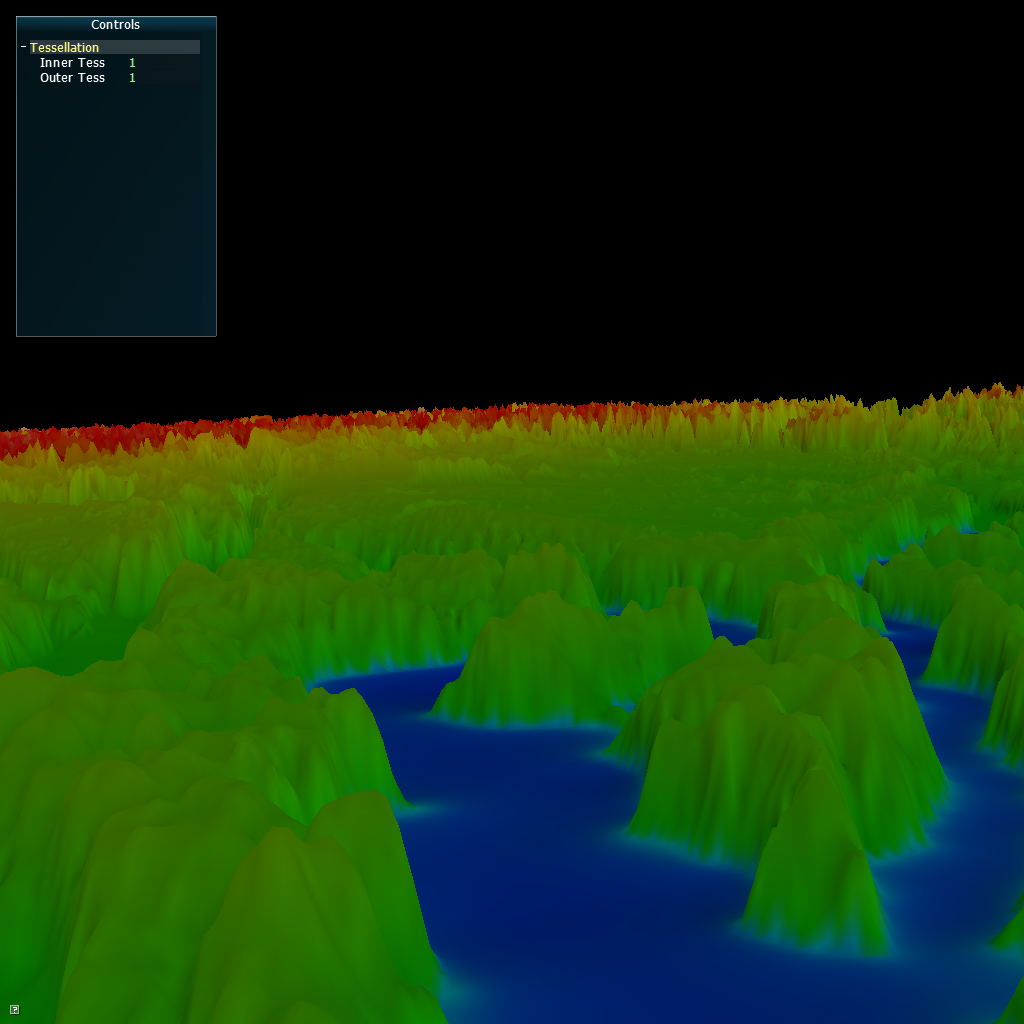 Controls
Tessellation
Inner Tess 1
Outer Tess 1
?